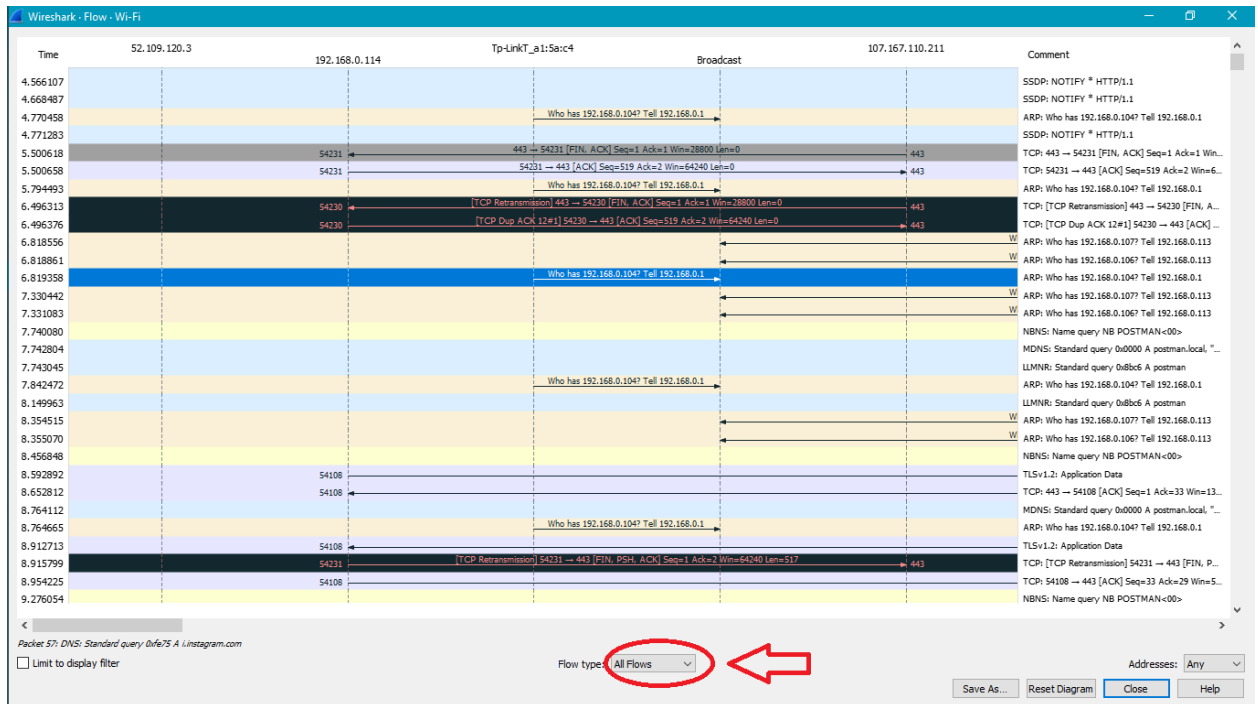 Wireshark · Flow · Wi-Fi
Time 52.109.120.3 192.168.0.114 Tp-LinkT_a1:5a:c4 Broadcast 107.167.110.211 Comment
4.566107 SSDP: NOTIFY * HTTP/1.1
4.668487 SSDP: NOTIFY * HTTP/1.1
4.770458 Who has 192.168.0.104? Tell 192.168.0.1 ARP: Who has 192.168.0.104? Tell 192.168.0.1
4.771283 SSDP: NOTIFY * HTTP/1.1
5.500618 54231 443 → 54231 [FIN, ACK] Seq=1 Ack=1 Win=28800 Len=0 443 TCP: 443 → 54231 [FIN, ACK] Seq=1 Ack=1 Win...
5.500658 54231 54231 → 443 [ACK] Seq=519 Ack=2 Win=64240 Len=0 443 TCP: 54231 → 443 [ACK] Seq=519 Ack=2 Win=6...
5.794493 Who has 192.168.0.104? Tell 192.168.0.1 ARP: Who has 192.168.0.104? Tell 192.168.0.1
6.496313 54230 [TCP Retransmission] 443 → 54230 [FIN, ACK] Seq=1 Ack=1 Win=28800 Len=0 443 TCP: [TCP Retransmission] 443 → 54230 [FIN, A...
6.496376 54230 [TCP Dup ACK 12#1] 54230 → 443 [ACK] Seq=519 Ack=2 Win=64240 Len=0 443 TCP: [TCP Dup ACK 12#1] 54230 → 443 [ACK] ...
6.818556 W ARP: Who has 192.168.0.107? Tell 192.168.0.113
6.818861 W ARP: Who has 192.168.0.106? Tell 192.168.0.113
6.819358 Who has 192.168.0.104? Tell 192.168.0.1 ARP: Who has 192.168.0.104? Tell 192.168.0.1
7.330442 W ARP: Who has 192.168.0.107? Tell 192.168.0.113
7.331083 W ARP: Who has 192.168.0.106? Tell 192.168.0.113
7.740080 NBNS: Name query NB POSTMAN<00>
7.742804 MDNS: Standard query 0x0000 A postman.local, "...
7.743045 LLMNR: Standard query 0x8bc6 A postman
7.842472 Who has 192.168.0.104? Tell 192.168.0.1 ARP: Who has 192.168.0.104? Tell 192.168.0.1
8.149963 LLMNR: Standard query 0x8bc6 A postman
8.354515 W ARP: Who has 192.168.0.107? Tell 192.168.0.113
8.355070 W ARP: Who has 192.168.0.106? Tell 192.168.0.113
8.456848 NBNS: Name query NB POSTMAN<00>
8.592892 54108 TLSv1.2: Application Data
8.652812 54108 TCP: 443 → 54108 [ACK] Seq=1 Ack=33 Win=13...
8.764112 MDNS: Standard query 0x0000 A postman.local, "...
8.764665 Who has 192.168.0.104? Tell 192.168.0.1 ARP: Who has 192.168.0.104? Tell 192.168.0.1
8.912713 54108 TLSv1.2: Application Data
8.915799 54231 [TCP Retransmission] 54231 → 443 [FIN, PSH, ACK] Seq=1 Ack=2 Win=64240 Len=517 443 TCP: [TCP Retransmission] 54231 → 443 [FIN, P...
8.954225 54108 TCP: 54108 → 443 [ACK] Seq=33 Ack=29 Win=5...
9.276054 NBNS: Name query NB POSTMAN<00>
Packet 57: DNS: Standard query 0xfe75 A i.instagram.com
Limit to display filter Flow type: All Flows Addresses: Any
Save As... Reset Diagram Close Help